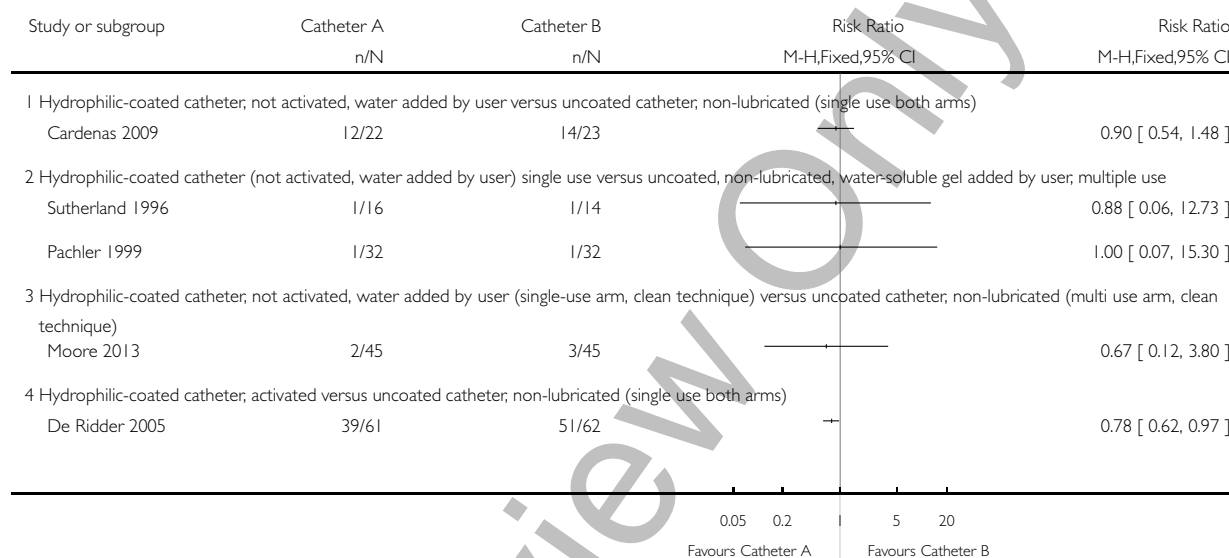 Study or subgroup Catheter A Catheter B Risk Ratio Risk Ratio
n/N n/N M-H,Fixed,95% CI M-H,Fixed,95% CI
1 Hydrophilic-coated catheter, not activated, water added by user versus uncoated catheter, non-lubricated (single use both arms)
Cardenas 2009 12/22 14/23 0.90 [ 0.54, 1.48 ]
2 Hydrophilic-coated catheter (not activated, water added by user) single use versus uncoated, non-lubricated, water-soluble gel added by user, multiple use
Sutherland 1996 1/16 1/14 0.88 [ 0.06, 12.73 ]
Pachler 1999 1/32 1/32 1.00 [ 0.07, 15.30 ]
3 Hydrophilic-coated catheter, not activated, water added by user (single-use arm, clean technique) versus uncoated catheter, non-lubricated (multi use arm, clean
technique)
Moore 2013 2/45 3/45 0.67 [ 0.12, 3.80 ]
4 Hydrophilic-coated catheter, activated versus uncoated catheter, non-lubricated (single use both arms)
De Ridder 2005 39/61 51/62 0.78 [ 0.62, 0.97 ]
0.05 0.2 1 5 20
Favours Catheter A Favours Catheter B
view Only